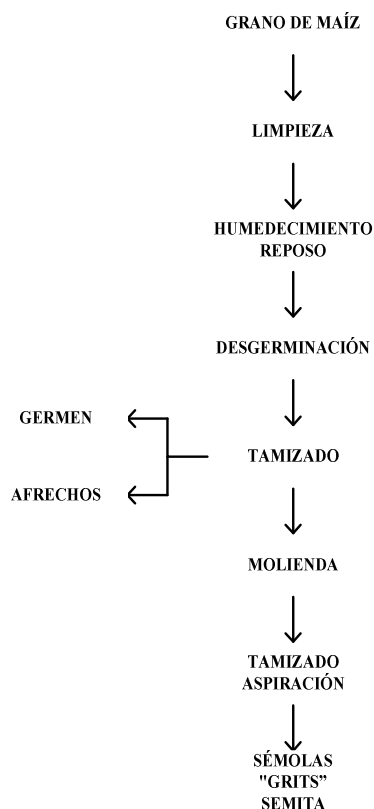 GRANO DE MAÍZ
LIMPIEZA
HUMEDECIMIENTO
REPOSO
DESGERMINACIÓN
GERMEN
TAMIZADO
AFRECHOS
MOLIENDA
TAMIZADO
ASPIRACIÓN
SÉMOLAS
"GRITS”
SEMITA